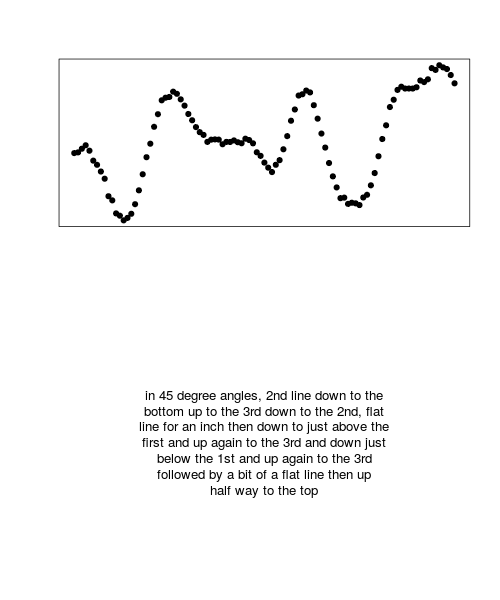 in 45 degree angles, 2nd line down to the
bottom up to the 3rd down to the 2nd, flat
line for an inch then down to just above the
first and up again to the 3rd and down just
below the 1st and up again to the 3rd
followed by a bit of a flat line then up
half way to the top